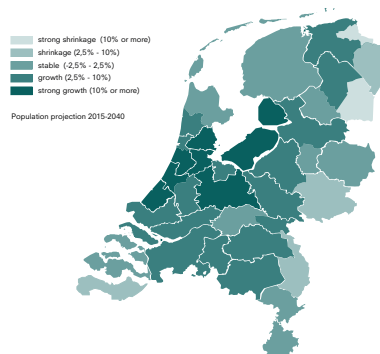 strong shrinkage (10% or more)
shrinkage (2,5% - 10%)
stable (-2,5% - 2,5%)
growth (2,5% - 10%)
strong growth (10% or more)
Population projection 2015-2040